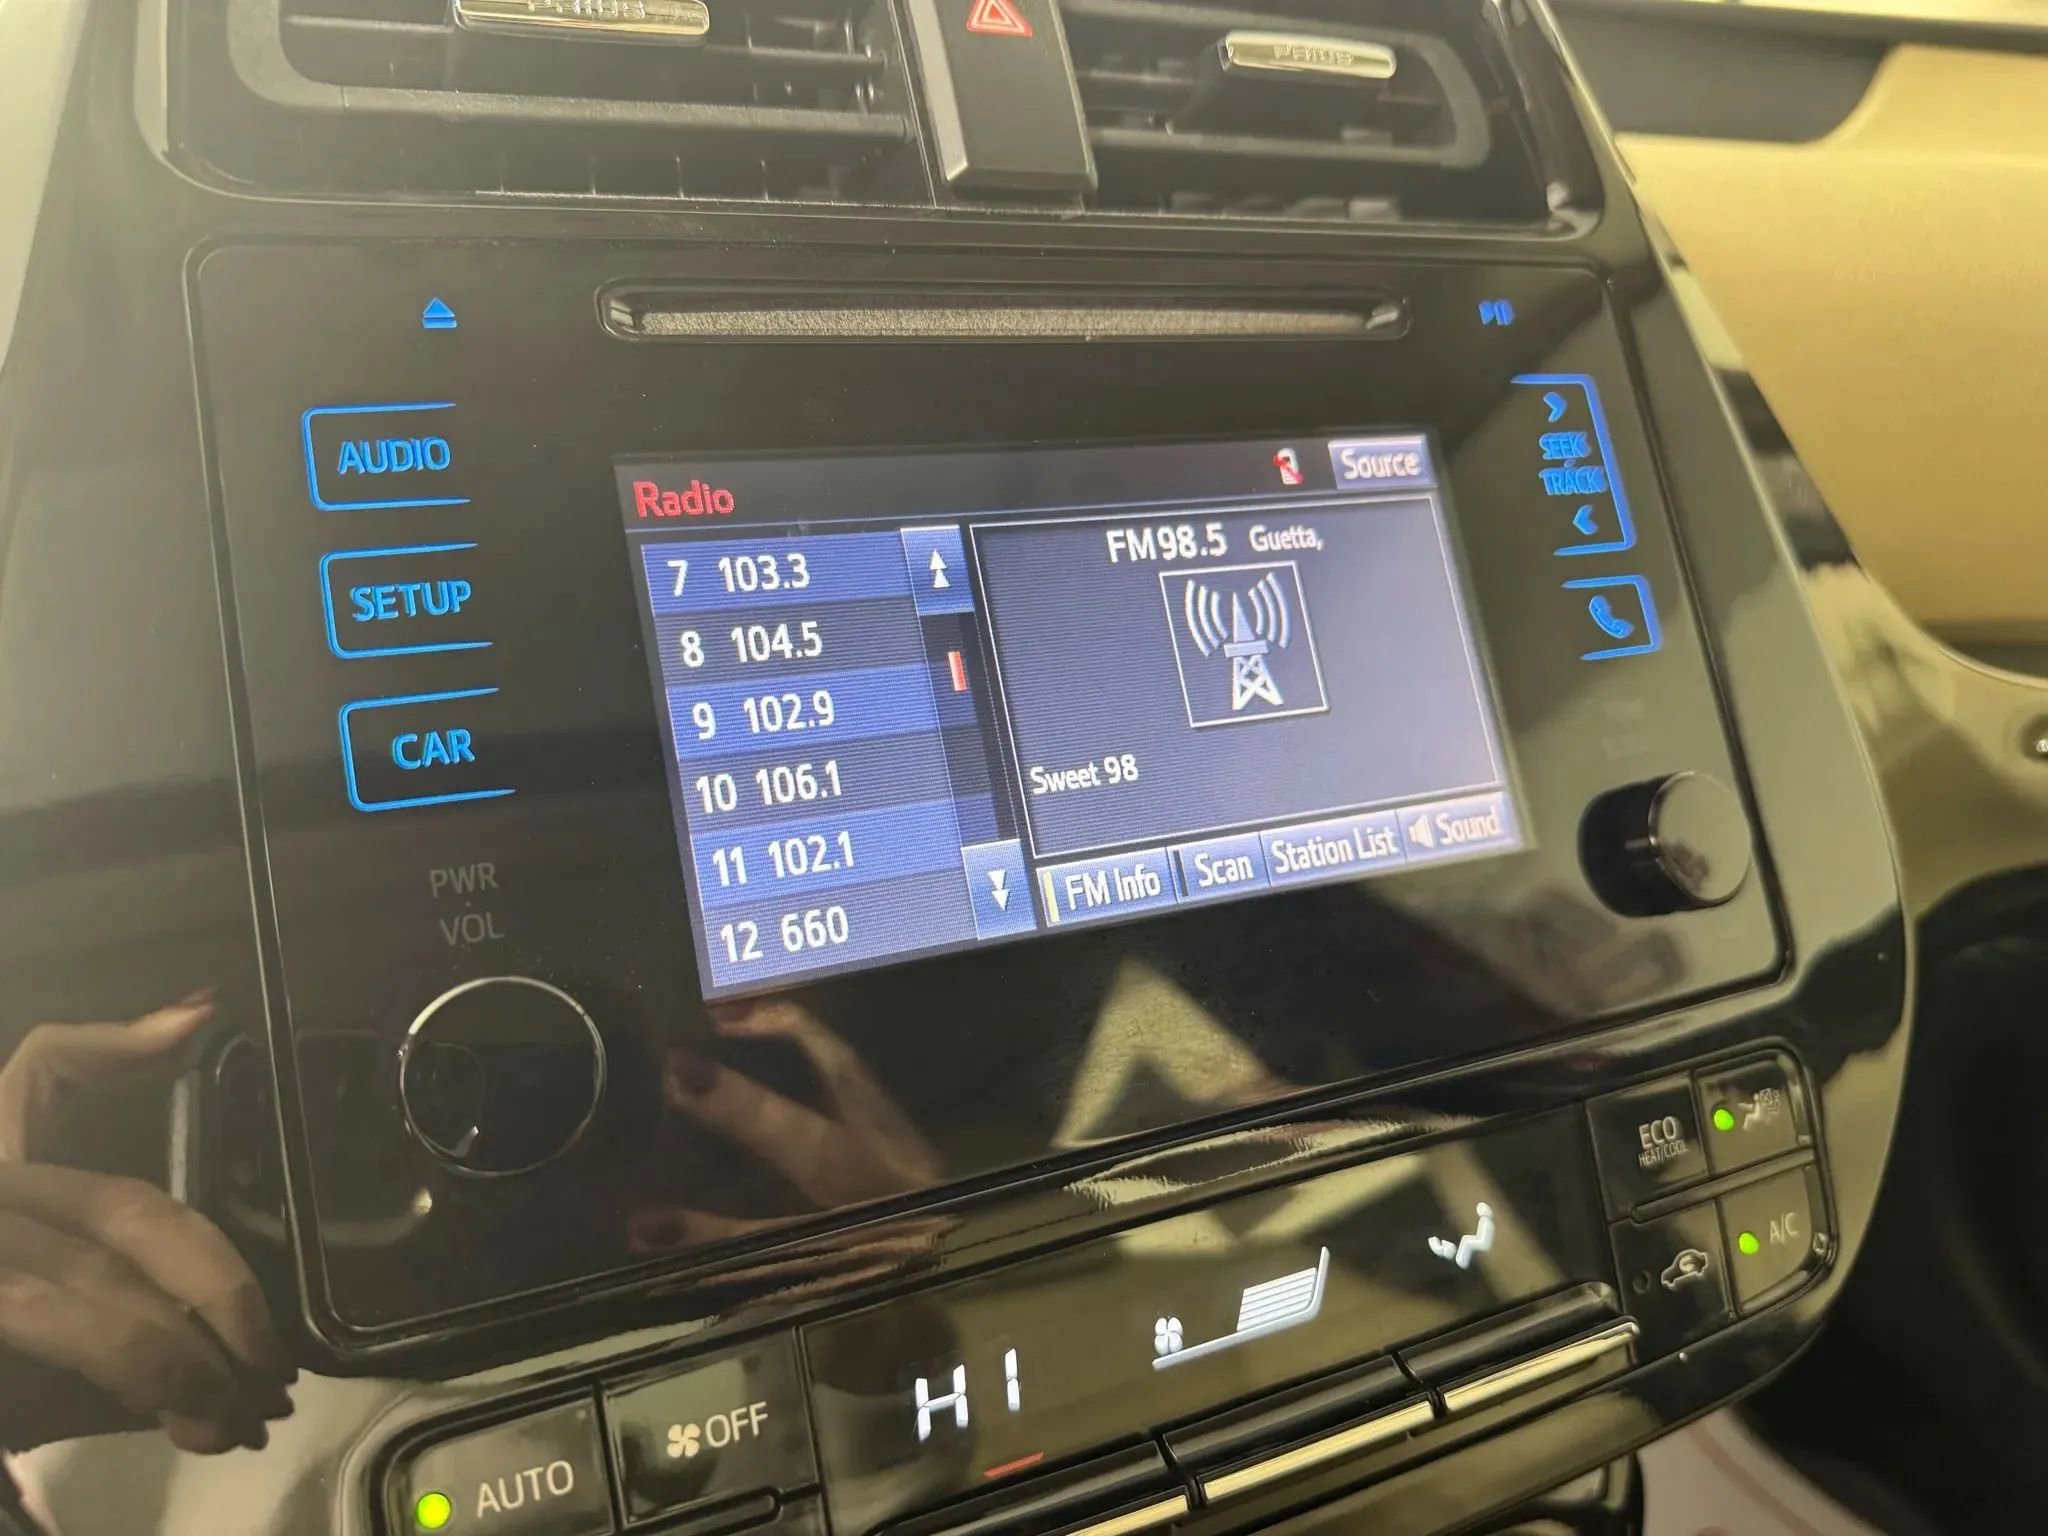 PRIUS
PRIUS
AUDIO
SETUP
CAR
PWR
VOL
SEEK
TRACK
Radio
Source
7 103.3
8 104.5
9 102.9
10 106.1
11 102.1
12 660
FM98.5 Guetta,
Sweet 98
FM Info
Scan
Station List
Sound
ECO
HEAT/COOL
A/C
HI
OFF
AUTO